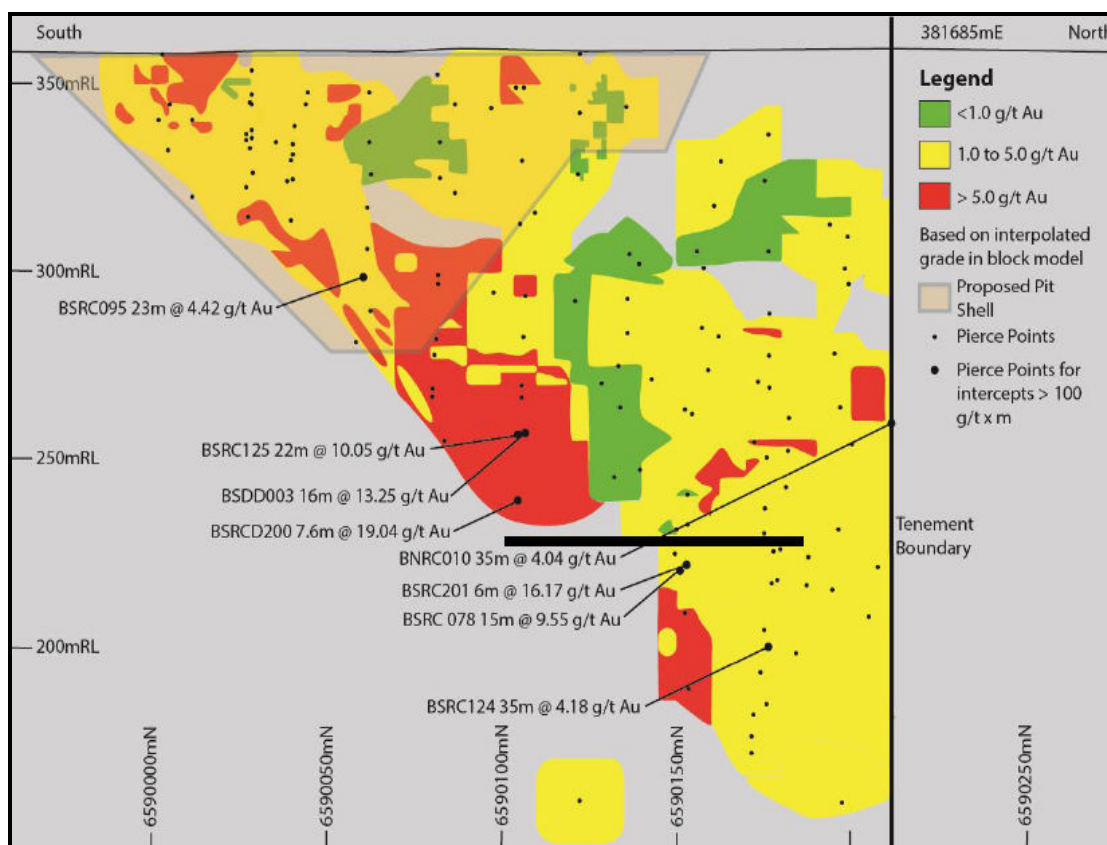 South
381685mE
North
350mRL
300mRL
250mRL
200mRL
BSRC095 23m @ 4.42 g/t Au
BSRC125 22m @ 10.05 g/t Au
BSDD003 16m @ 13.25 g/t Au
BSRCD200 7.6m @ 19.04 g/t Au
BNRC010 35m @ 4.04 g/t Au
BSRC201 6m @ 16.17 g/t Au
BSRC 078 15m @ 9.55 g/t Au
BSRC124 35m @ 4.18 g/t Au
Legend
<1.0 g/t Au
1.0 to 5.0 g/t Au
> 5.0 g/t Au
Based on interpolated
grade in block model
Proposed Pit
Shell
Pierce Points
Pierce Points for
intercepts > 100
g/t x m
Tenement
Boundary
6590000mN
6590050mN
6590100mN
6590150mN
6590250mN